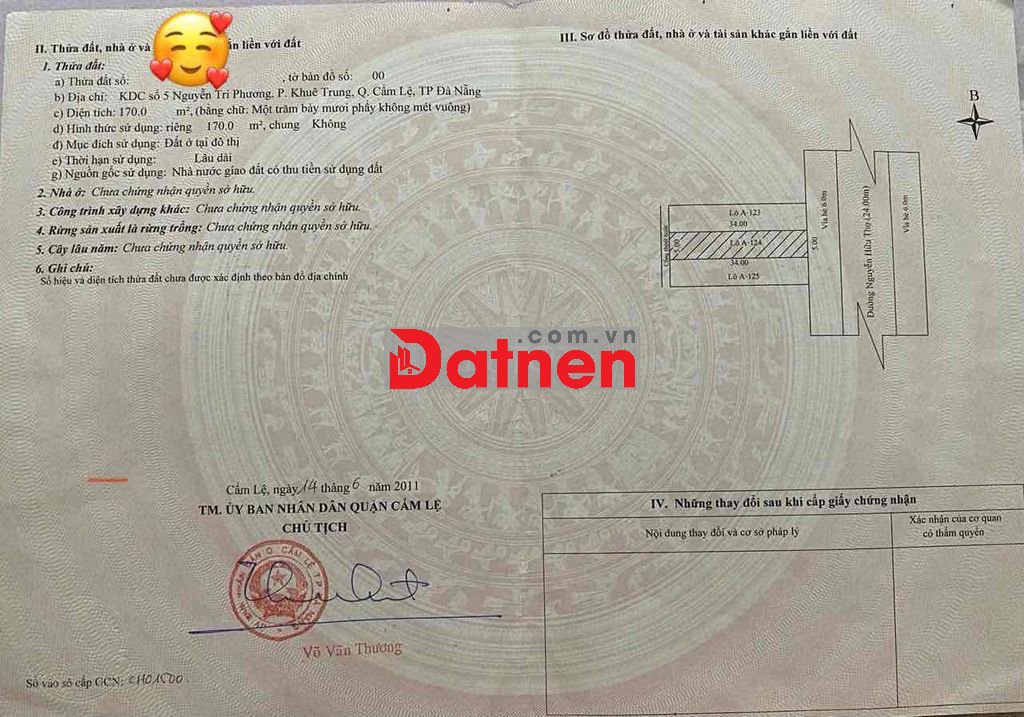 II. Thửa đất, nhà ở và
ắn liền với đất
1. Thửa đất:
a) Thửa đất số:
, tờ bản đồ số: 00
b) Địa chỉ: KDC số 5 Nguyễn Tri Phương, P. Khuê Trung, Q. Cẩm Lệ, TP Đà Nẵng
c) Diện tích: 170.0 m², (bằng chữ: Một trăm bảy mươi phẩy không mét vuông)
d) Hình thức sử dụng: riêng 170.0 m², chung Không
đ) Mục đích sử dụng: Đất ở tại đô thị
e) Thời hạn sử dụng: Lâu dài
g) Nguồn gốc sử dụng: Nhà nước giao đất có thu tiền sử dụng đất
2. Nhà ở: Chưa chứng nhận quyền sở hữu.
3. Công trình xây dựng khác: Chưa chứng nhận quyền sở hữu.
4. Rừng sản xuất là rừng trồng: Chưa chứng nhận quyền sở hữu.
5. Cây lâu năm: Chưa chứng nhận quyền sở hữu.
6. Ghi chú:
Số hiệu và diện tích thửa đất chưa được xác định theo bản đồ địa chính
Cẩm Lệ, ngày 14 tháng 6 năm 2011
TM. ỦY BAN NHÂN DÂN QUẬN CẨM LỆ
CHỦ TỊCH
Võ Văn Thương
Số vào sổ cấp GCN: CH01500
III. Sơ đồ thửa đất, nhà ở và tài sản khác gắn liền với đất
B
Lô A-123
34.00
5.00
Lô A-124
5.00
34.00
Lô A-125
Vỉa hè 6.0m
Đường Nguyễn Hữu Thọ (24.00m)
Vỉa hè 6.0m
.com.vn
Datnen
IV. Những thay đổi sau khi cấp giấy chứng nhận
Nội dung thay đổi và cơ sở pháp lý
Xác nhận của cơ quan
có thẩm quyền